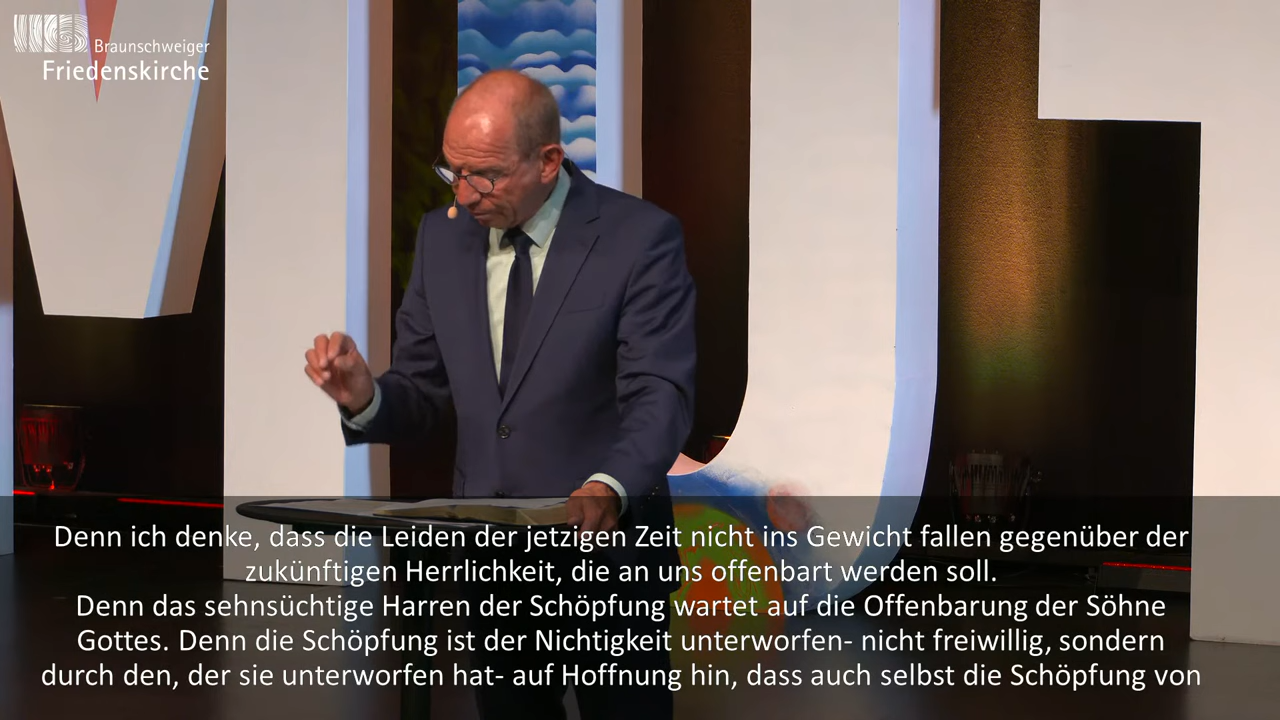 Braunschweiger
Friedenskirche
MUT
Denn ich denke, dass die Leiden der jetzigen Zeit nicht ins Gewicht fallen gegenüber der
zukünftigen Herrlichkeit, die an uns offenbart werden soll.
Denn das sehnsüchtige Harren der Schöpfung wartet auf die Offenbarung der Söhne
Gottes. Denn die Schöpfung ist der Nichtigkeit unterworfen- nicht freiwillig, sondern
durch den, der sie unterworfen hat- auf Hoffnung hin, dass auch selbst die Schöpfung von